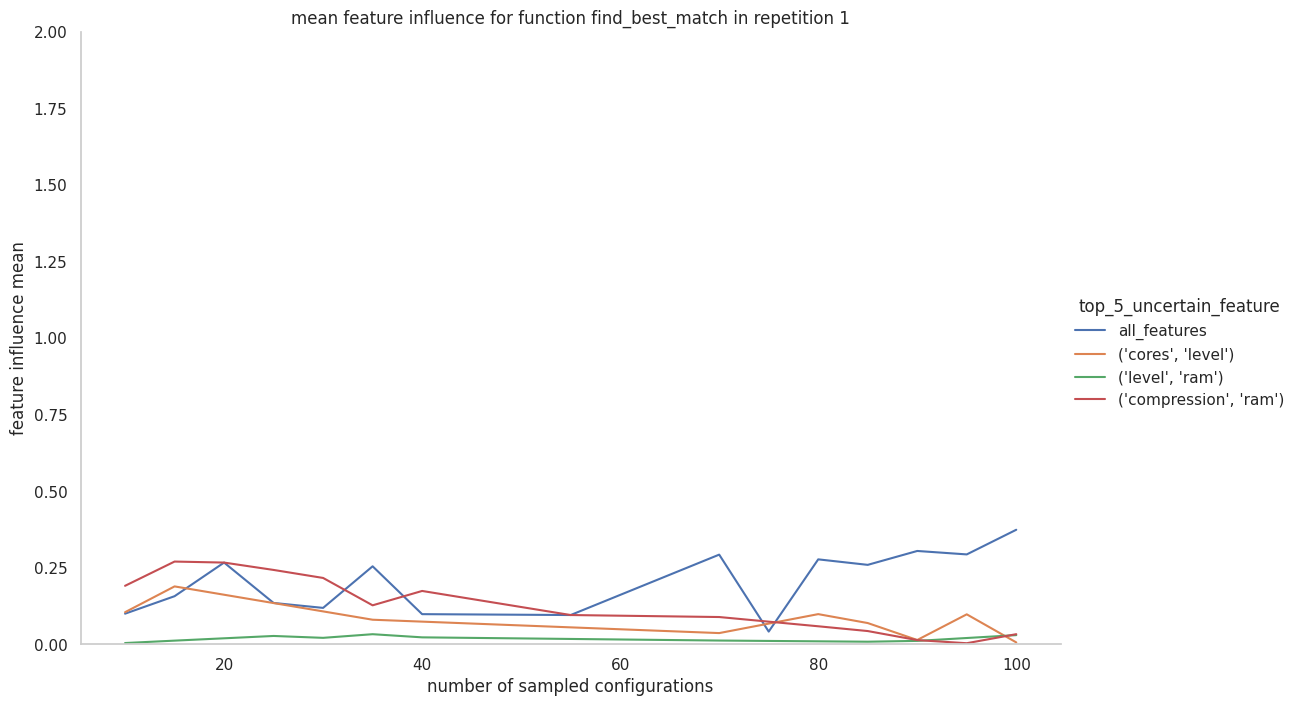 mean feature influence for function find_best_match in repetition 1
2.00
1.75
1.50
1.25
1.00
0.75
0.50
0.25
0.00
feature influence mean
20 40 60 80 100
number of sampled configurations
top_5_uncertain_feature
all_features
('cores', 'level')
('level', 'ram')
('compression', 'ram')